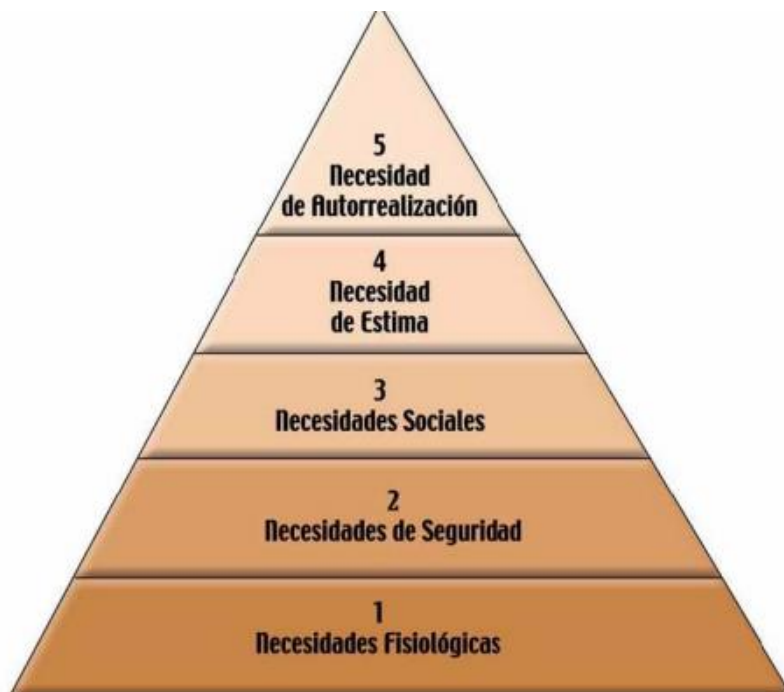 5
Necesidad
de Autorrealización
4
Necesidad
de Estima
3
Necesidades Sociales
2
Necesidades de Seguridad
1
Necesidades Fisiológicas